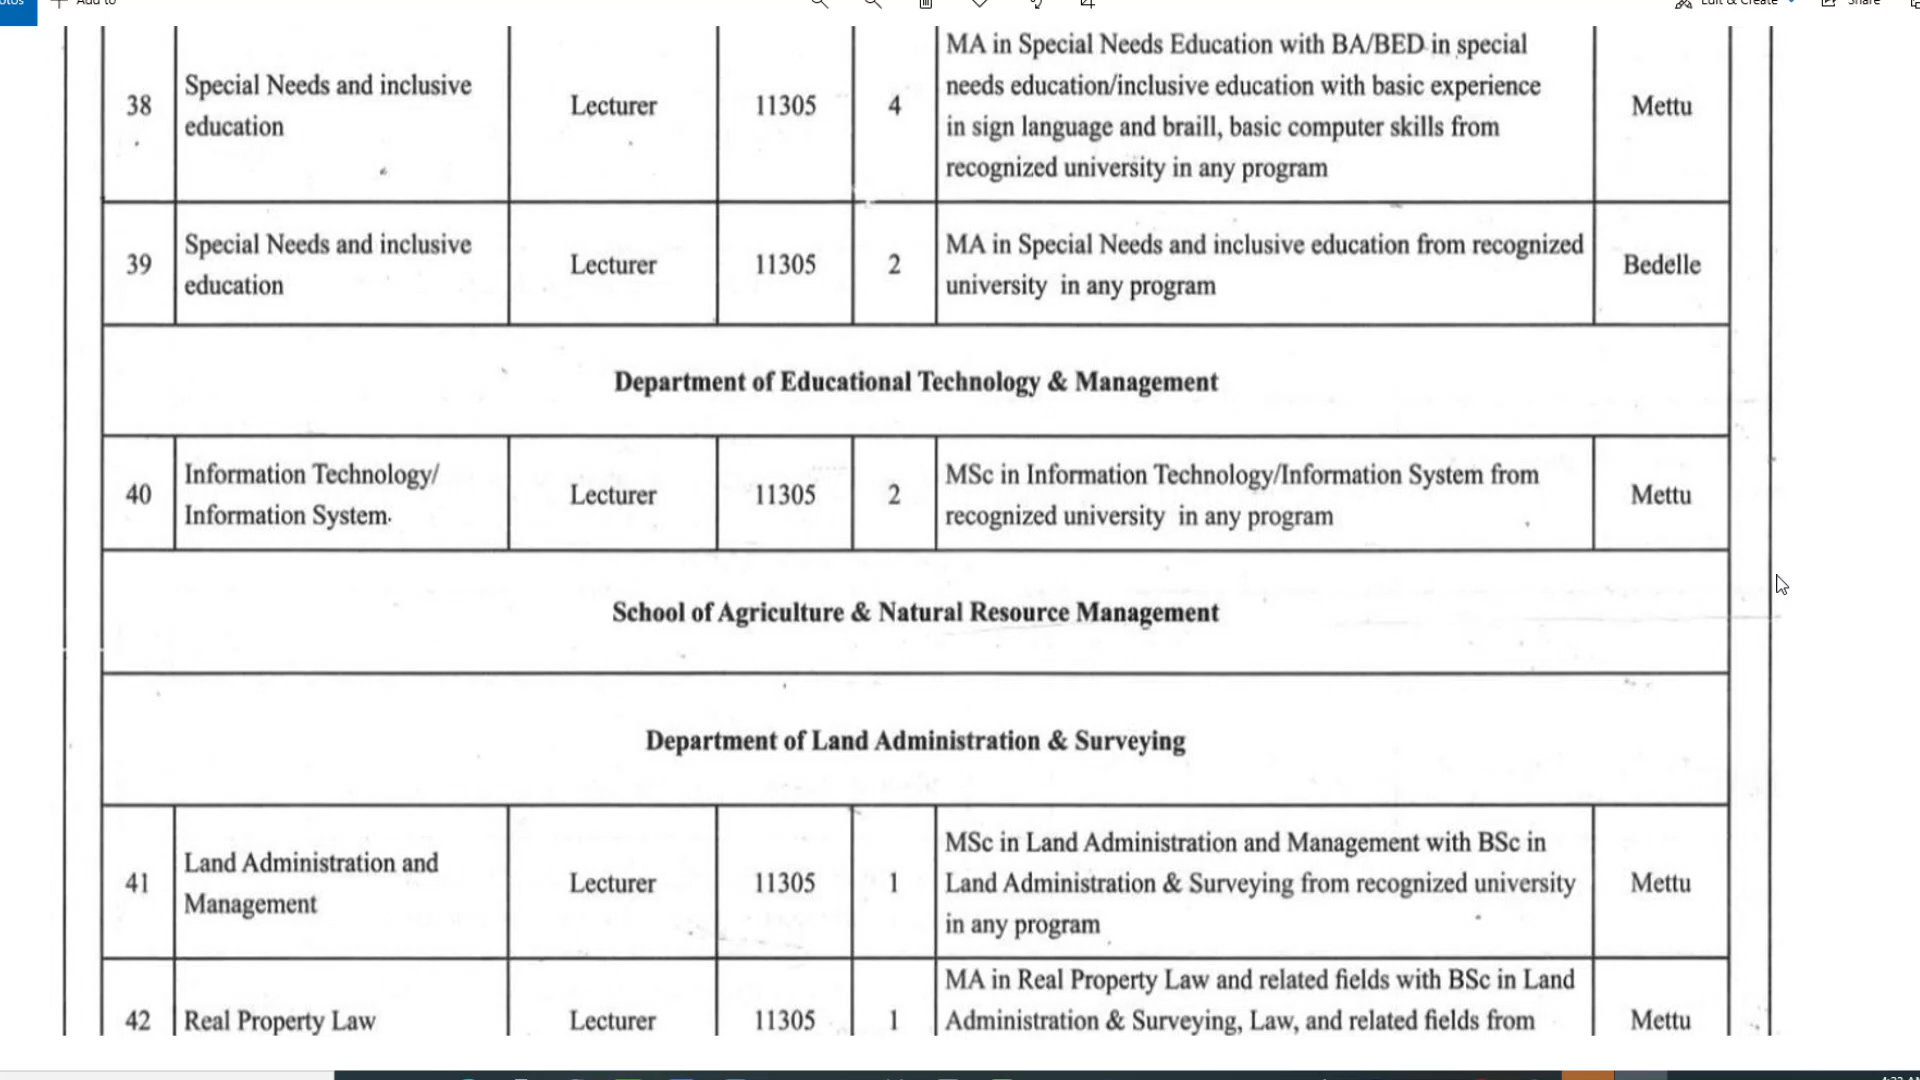 Add to
Edit & Create
Share
38
Special Needs and inclusive
education
Lecturer
11305
4
MA in Special Needs Education with BA/BED in special
needs education/inclusive education with basic experience
in sign language and braill, basic computer skills from
recognized university in any program
Mettu
39
Special Needs and inclusive
education
Lecturer
11305
2
MA in Special Needs and inclusive education from recognized
university in any program
Bedelle
Department of Educational Technology & Management
40
Information Technology/
Information System.
Lecturer
11305
2
MSc in Information Technology/Information System from
recognized university in any program
Mettu
School of Agriculture & Natural Resource Management
Department of Land Administration & Surveying
41
Land Administration and
Management
Lecturer
11305
1
MSc in Land Administration and Management with BSc in
Land Administration & Surveying from recognized university
in any program
Mettu
42
Real Property Law
Lecturer
11305
1
MA in Real Property Law and related fields with BSc in Land
Administration & Surveying, Law, and related fields from
Mettu